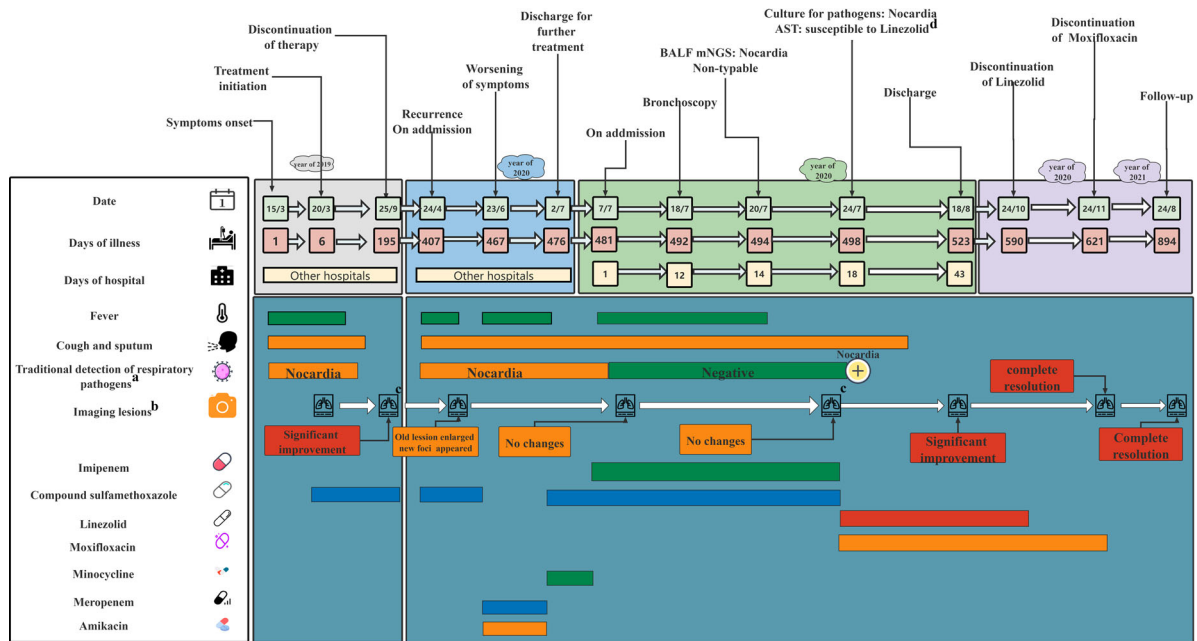 Discontinuation
of therapy
Discharge for
further
treatment
Culture for pathogens: Nocardia
AST: susceptible to Linezolid d
Discontinuation
of Moxifloxacin
Treatment
initiation
Worsening
of symptoms
BALF mNGS: Nocardia
Non-typable
Discontinuation
of Linezolid
Symptoms onset
Recurrence
On addmission
On addmission
Bronchoscopy
Discharge
Follow-up
year of 2019
year of
2020
year of
2020
year of
2020
year of
2021
Date
1
15/3
20/3
25/9
24/4
23/6
2/7
7/7
18/7
20/7
24/7
18/8
24/10
24/11
24/8
Days of illness
1
6
195
407
467
476
481
492
494
498
523
590
621
894
Days of hospital
Other hospitals
Other hospitals
1
12
14
18
43
Fever
Cough and sputum
Traditional detection of respiratory
pathogens a
Nocardia
Nocardia
Negative
Nocardia
+
complete
resolution
Imaging lesions b
c
c
Significant
improvement
Old lession enlarged
new foci appeared
No changes
No changes
Significant
improvement
Complete
resolution
Imipenem
Compound sulfamethoxazole
Linezolid
Moxifloxacin
Minocycline
Meropenem
Amikacin